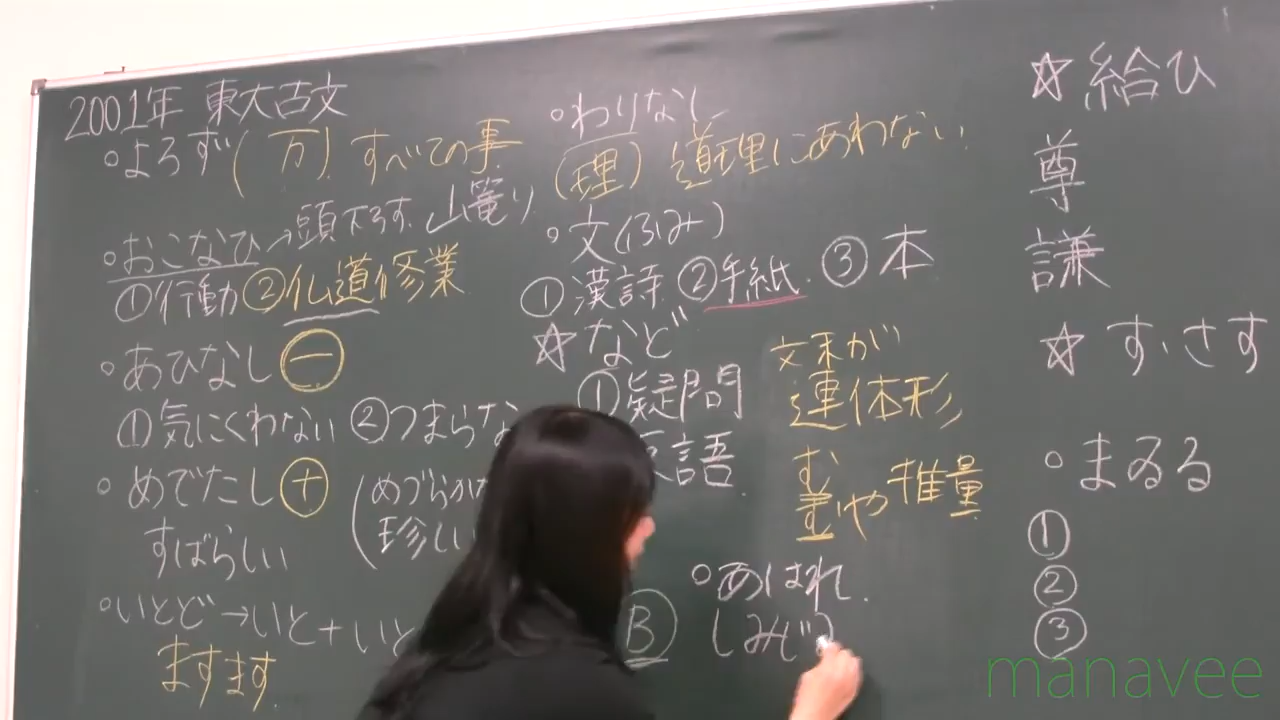 2001年 東大古文
○よろず(万) すべての事
○おこなひ→頭下ろす 山篭り
①行動②仏道修業
○あひなし ㊀
①気にくわない ②つまらな
○めでたし ⊕
(めづらか
すばらしい
珍しい
○いとど→いと+いと
ますます
○わりなし
(理) 道理にあわない
○文(ふみ)
①漢詩 ②手紙 ③本
☆など
①疑問
語
文末が
連体形
む
むや推量
Ⓑ
○あはれ
しみじ
☆給ひ
尊
謙
☆す、さす
○まゐる
①
②
③
manavee